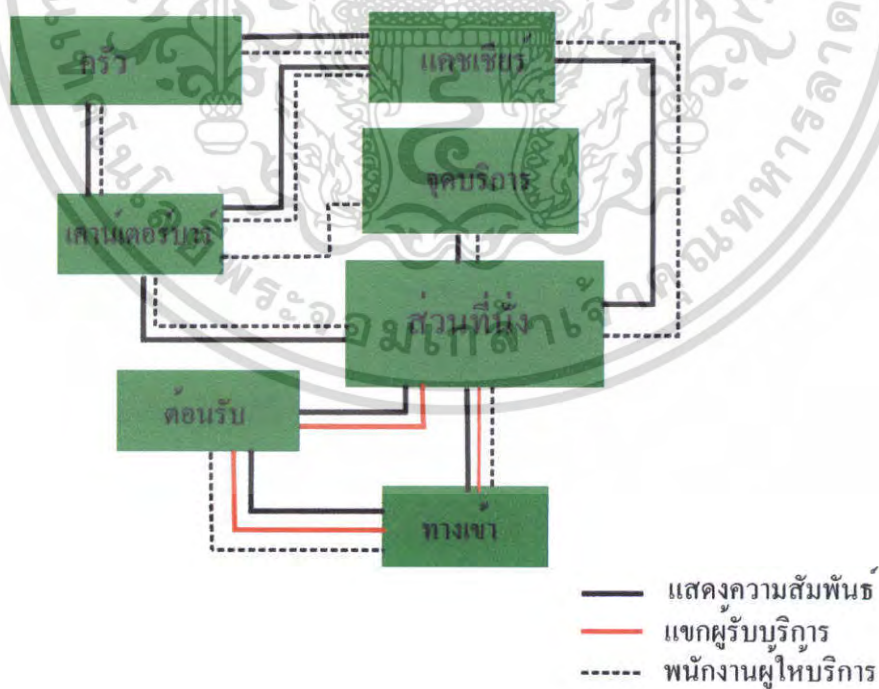 ครัว
แคชเชียร์
จุดบริการ
เคาน์เตอร์บาร์
ส่วนที่นั่ง
ต้อนรับ
ทางเข้า
แสดงความสัมพันธ์
แขกผู้รับบริการ
พนักงานผู้ให้บริการ